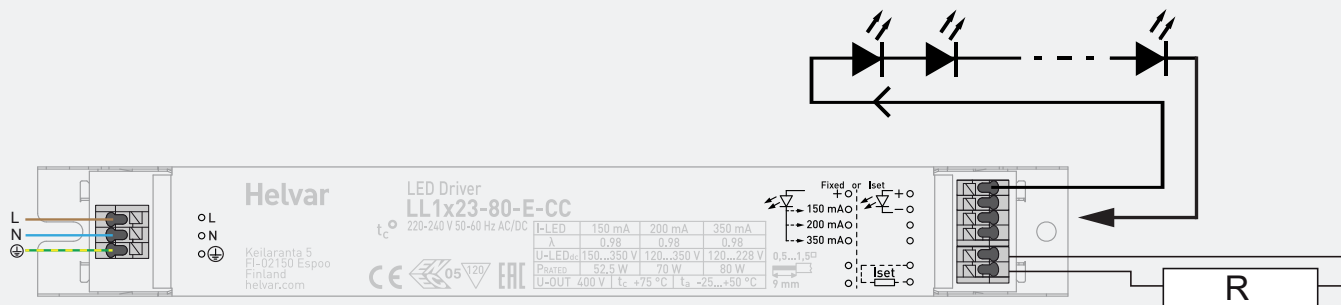 Helvar
Keilaranta 5
FI-02150 Espoo
Finland
helvar.com
L
N
L
N
LED Driver
LL1x23-80-E-CC
220-240 V 50-60 Hz AC/DC
tc
I-LED 150 mA 200 mA 350 mA
λ 0.98 0.98 0.98
U-LEDdc 150...350 V 120...350 V 120...228 V
PRATED 52,5 W 70 W 80 W
U-OUT 400 V tc +75 °C ta -25...+50 °C
CE 05 120 EAC
0,5...1,5
9 mm
Fixed or Iset
+ +
150 mA –
200 mA
350 mA
Iset
R